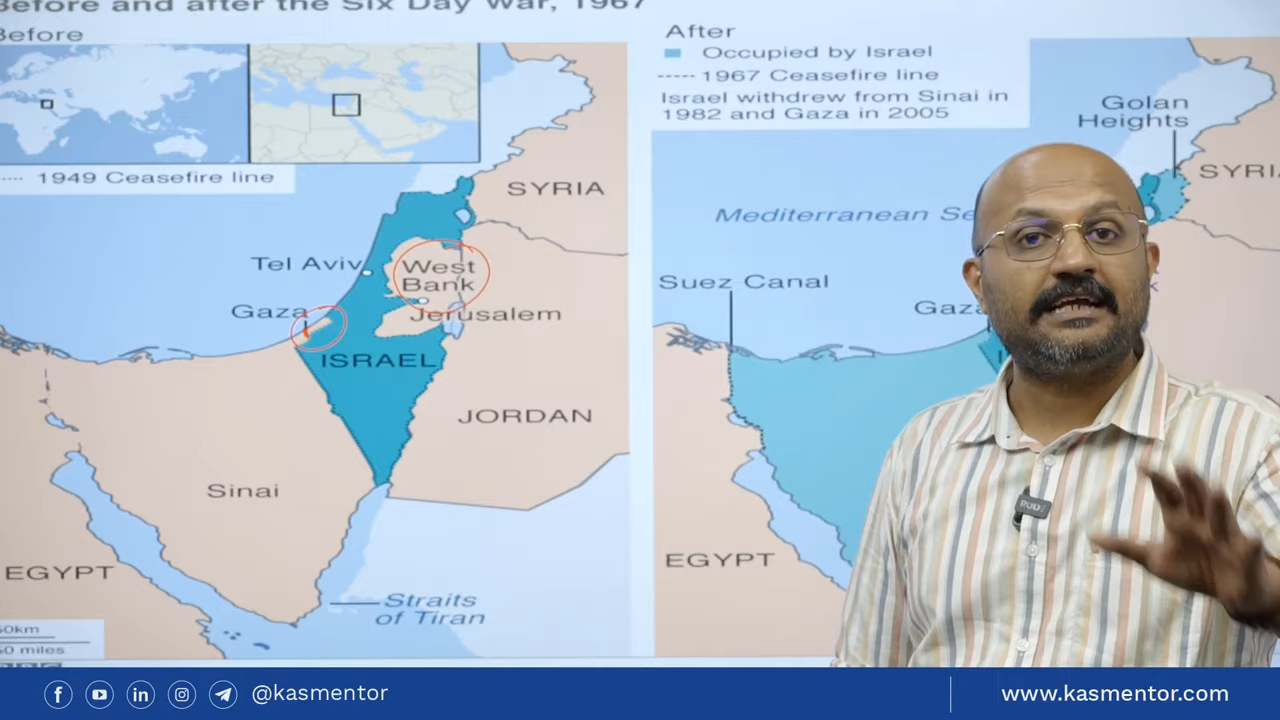 Before and after the Six Day War, 1967
Before
1949 Ceasefire line
SYRIA
Tel Aviv
West
Bank
Gaza
Jerusalem
ISRAEL
JORDAN
Sinai
EGYPT
Straits
of Tiran
50 miles
After
Occupied by Israel
1967 Ceasefire line
Israel withdrew from Sinai in
1982 and Gaza in 2005
Golan
Heights
Mediterranean
Suez Canal
Gaza
EGYPT
@kasmentor
www.kasmentor.com